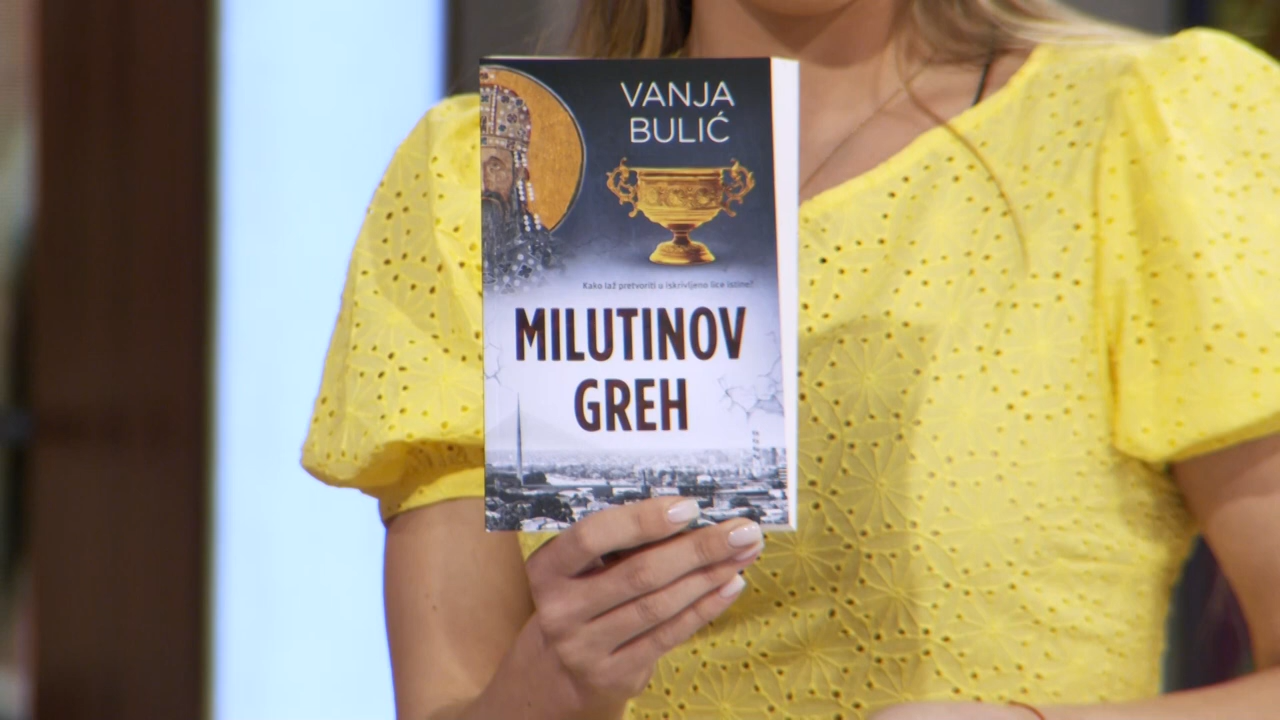 VANJA
BULIĆ
Kako laž pretvoriti u iskrivljeno lice istine?
MILUTINOV
GREH